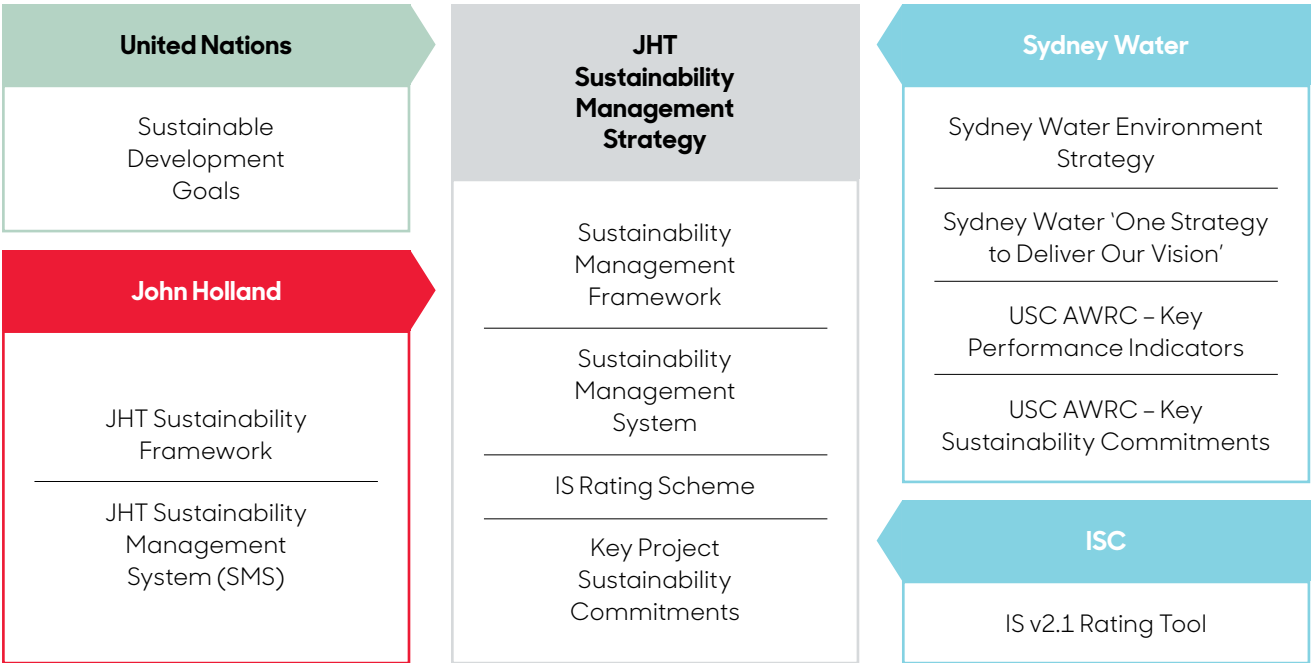 United Nations
Sustainable
Development
Goals
John Holland
JHT Sustainability
Framework
JHT Sustainability
Management
System (SMS)
JHT
Sustainability
Management
Strategy
Sustainability
Management
Framework
Sustainability
Management
System
IS Rating Scheme
Key Project
Sustainability
Commitments
Sydney Water
Sydney Water Environment
Strategy
Sydney Water ‘One Strategy
to Deliver Our Vision’
USC AWRC – Key
Performance Indicators
USC AWRC – Key
Sustainability Commitments
ISC
IS v2.1 Rating Tool